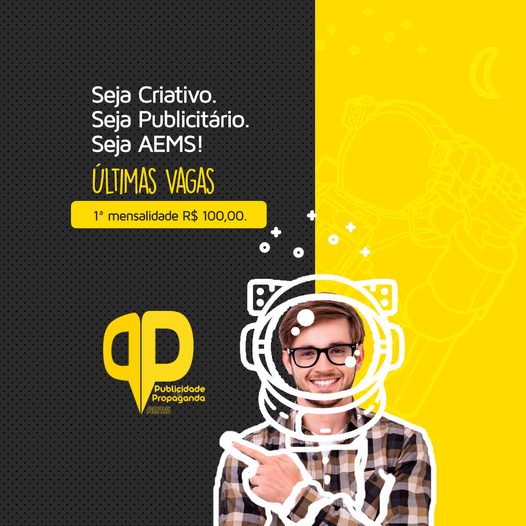 Seja Criativo.
Seja Publicitário.
Seja AEMS!
ÚLTIMAS VAGAS
1ª mensalidade R$ 100,00.
Publicidade
Propaganda
AEMS